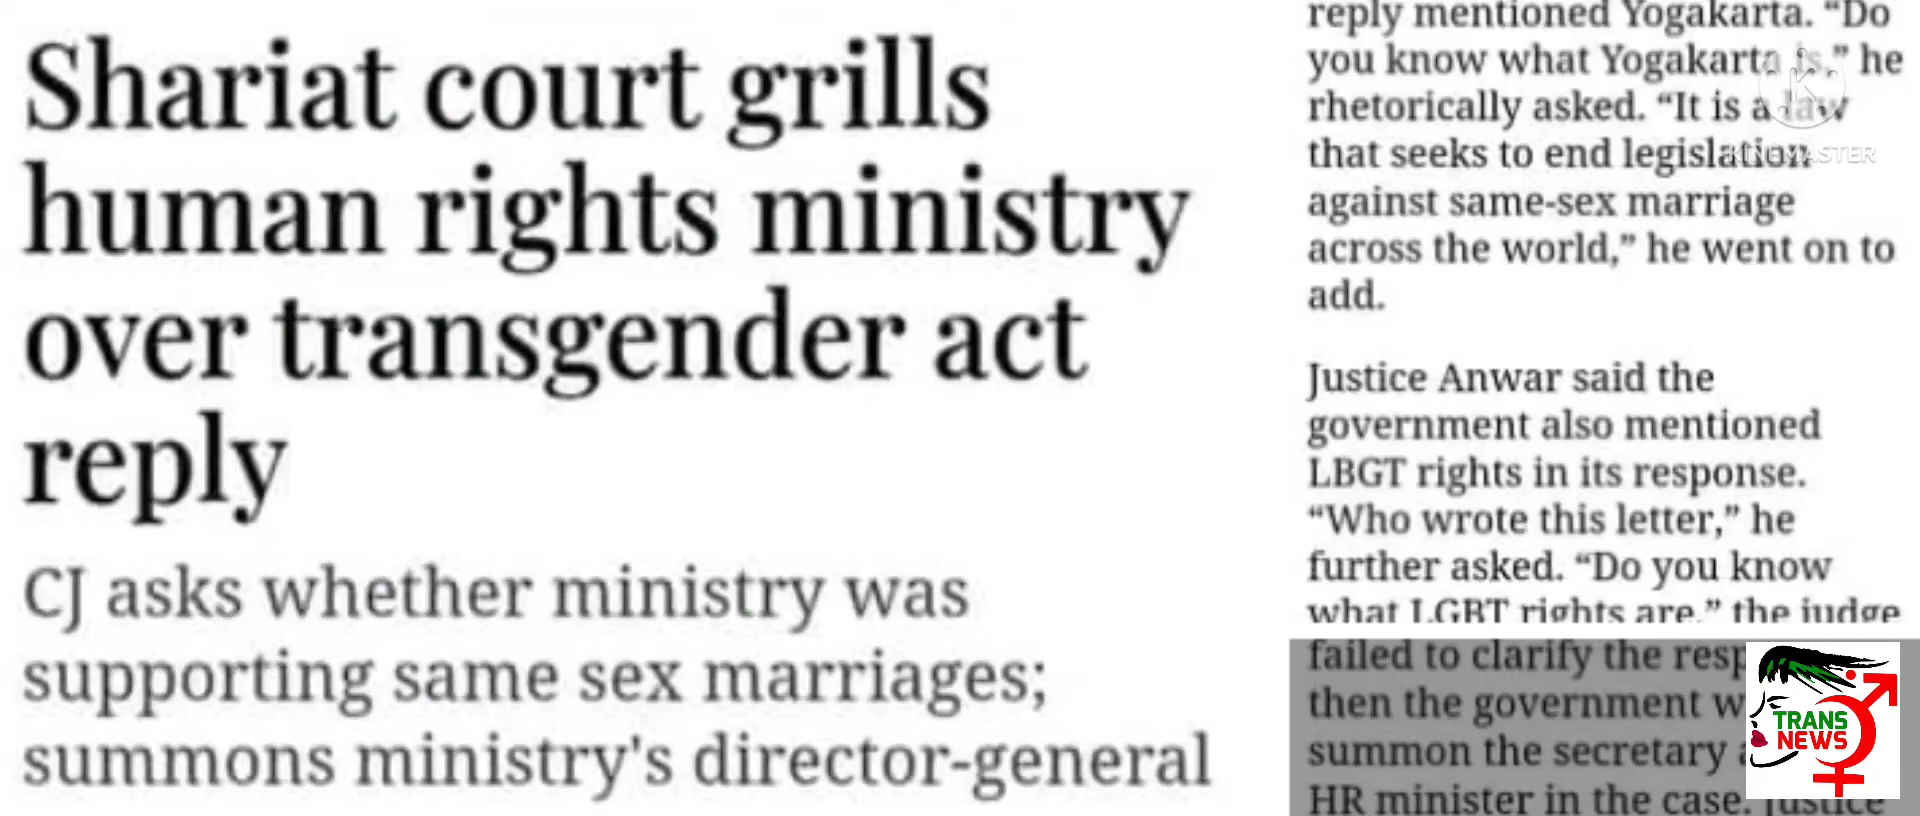 Shariat court grills
human rights ministry
over transgender act
reply
CJ asks whether ministry was
supporting same sex marriages;
summons ministry's director-general
reply mentioned Yogakarta. “Do
you know what Yogakarta is,” he
rhetorically asked. “It is a law
that seeks to end legislation
against same-sex marriage
across the world,” he went on to
add.
Justice Anwar said the
government also mentioned
LBGT rights in its response.
“Who wrote this letter,” he
further asked. “Do you know
what LGBT rights are,” the judge
failed to clarify the resp
then the government w
summon the secretary a
HR minister in the case. Justice
KINEMASTER
TRANS
NEWS